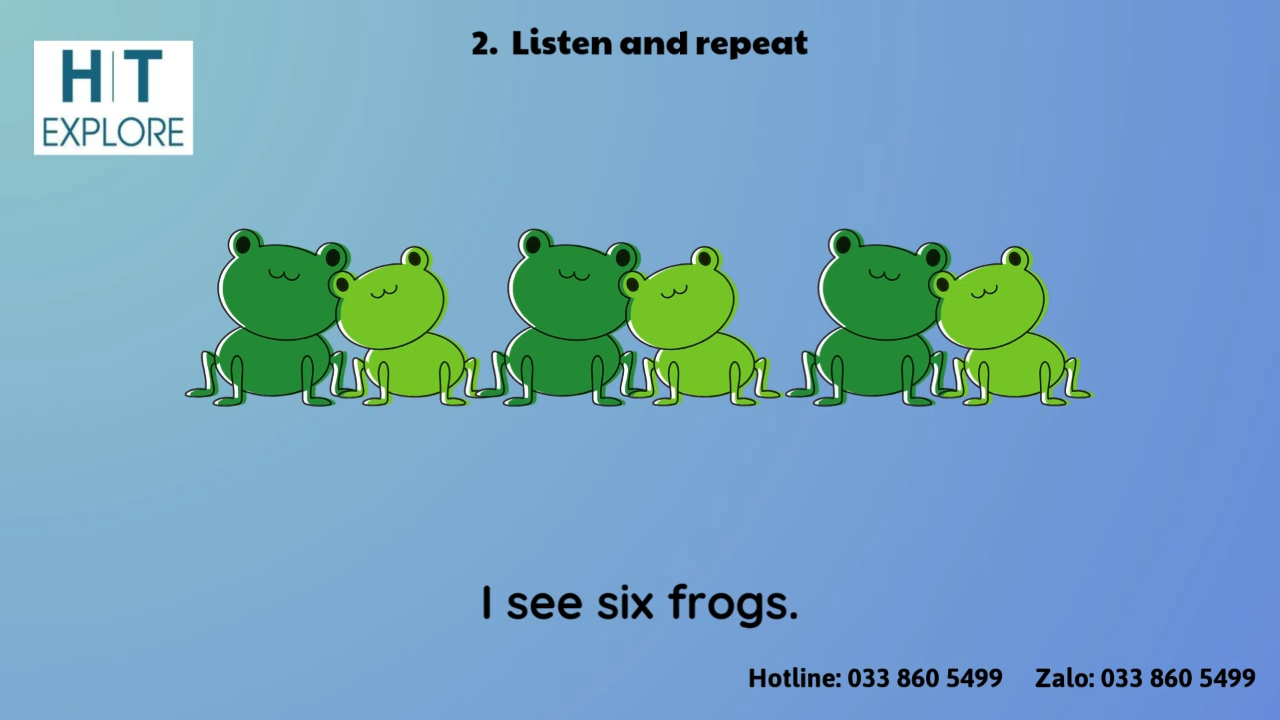 2. Listen and repeat
H|T
EXPLORE
I see six frogs.
Hotline: 033 860 5499 Zalo: 033 860 5499